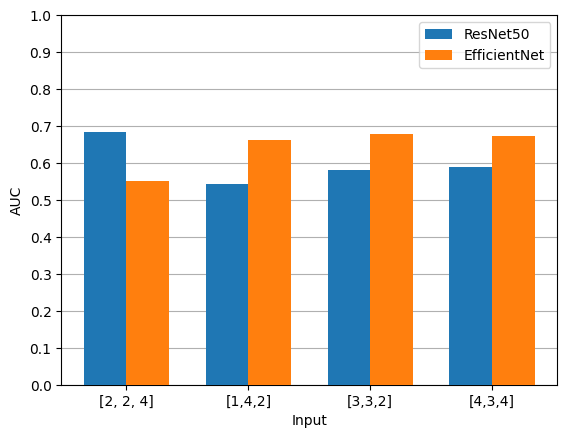 ResNet50
EfficientNet
AUC
1.0
0.9
0.8
0.7
0.6
0.5
0.4
0.3
0.2
0.1
0.0
[2, 2, 4]
[1,4,2]
[3,3,2]
[4,3,4]
Input